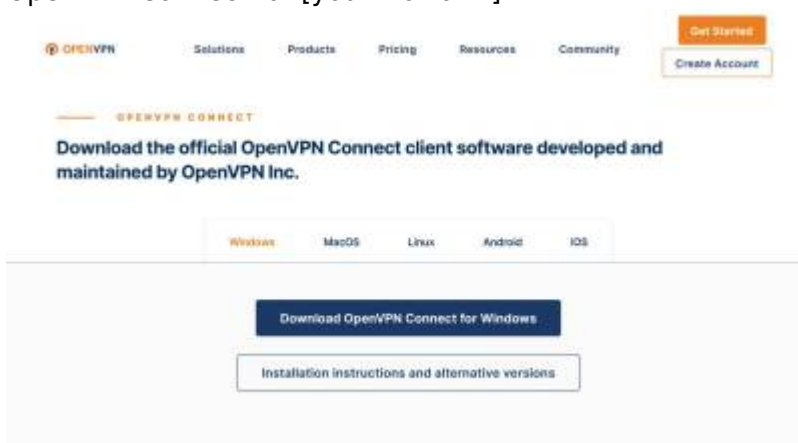 OPENVPN
Solutions Products Pricing Resources Community
Get Started
Create Account
OPENVPN CONNECT
Download the official OpenVPN Connect client software developed and
maintained by OpenVPN Inc.
Windows MacOS Linux Android iOS
Download OpenVPN Connect for Windows
Installation instructions and alternative versions